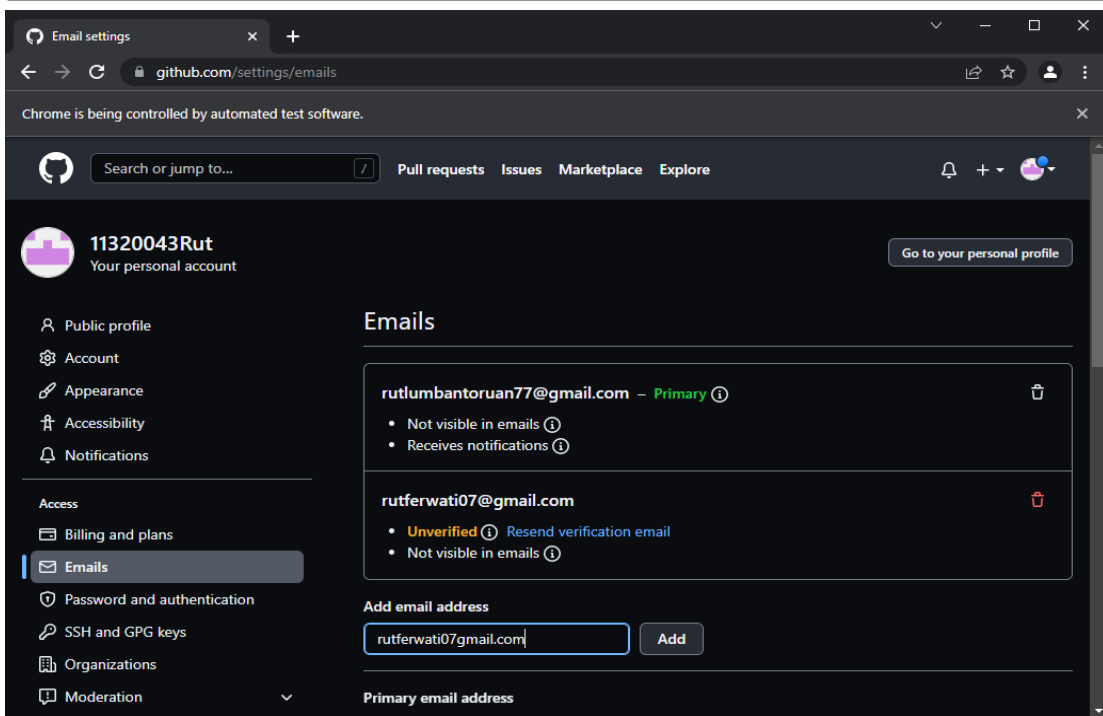 Email settings
github.com/settings/emails
Chrome is being controlled by automated test software.
Search or jump to... /
Pull requests Issues Marketplace Explore
11320043Rut
Your personal account
Go to your personal profile
Public profile
Account
Appearance
Accessibility
Notifications
Access
Billing and plans
Emails
Password and authentication
SSH and GPG keys
Organizations
Moderation
Emails
rutlumbantoruan77@gmail.com – Primary
• Not visible in emails
• Receives notifications
rutferwati07@gmail.com
• Unverified Resend verification email
• Not visible in emails
Add email address
rutferwati07gmail.com Add
Primary email address